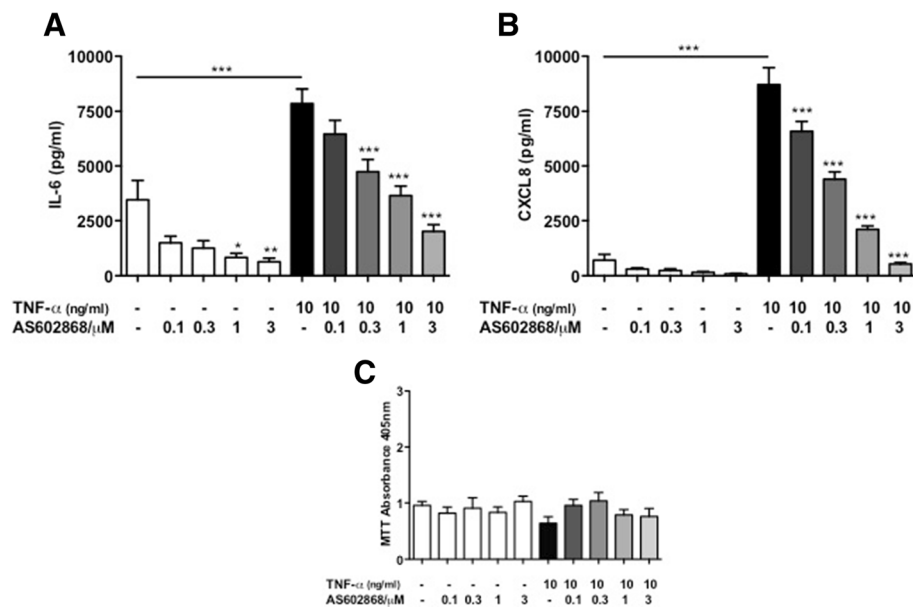 A
B
10000
7500
5000
2500
0
IL-6 (pg/ml)
***
*
**
***
***
***
TNF-α (ng/ml) - - - - - 10 10 10 10 10
AS602868/μM - 0.1 0.3 1 3 - 0.1 0.3 1 3
10000
7500
5000
2500
0
CXCL8 (pg/ml)
***
***
***
***
***
TNF-α (ng/ml) - - - - - 10 10 10 10 10
AS602868/μM - 0.1 0.3 1 3 - 0.1 0.3 1 3
C
3
2
1
0
MTT Absorbance 405nm
TNF-α (ng/ml) - - - - - 10 10 10 10 10
AS602868/μM - 0.1 0.3 1 3 - 0.1 0.3 1 3